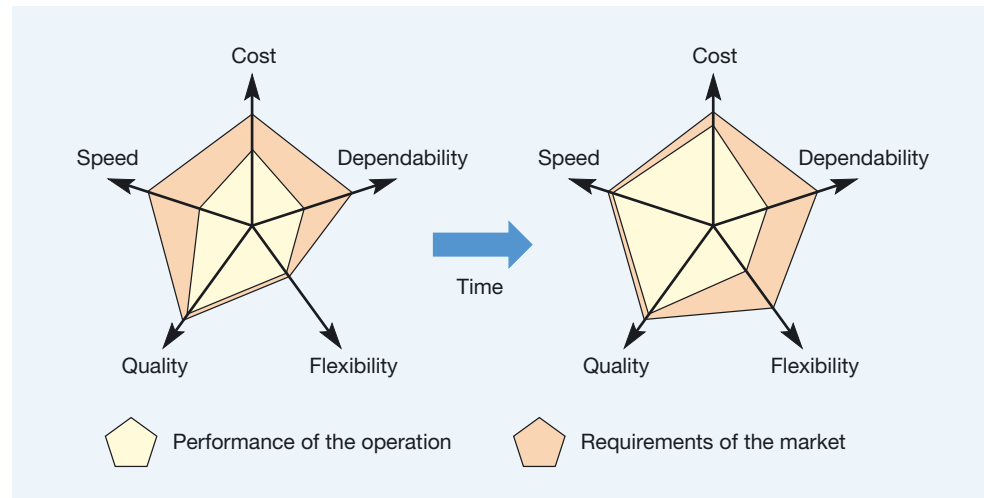 Cost
Speed
Dependability
Quality
Flexibility
Time
Cost
Speed
Dependability
Quality
Flexibility
Performance of the operation
Requirements of the market